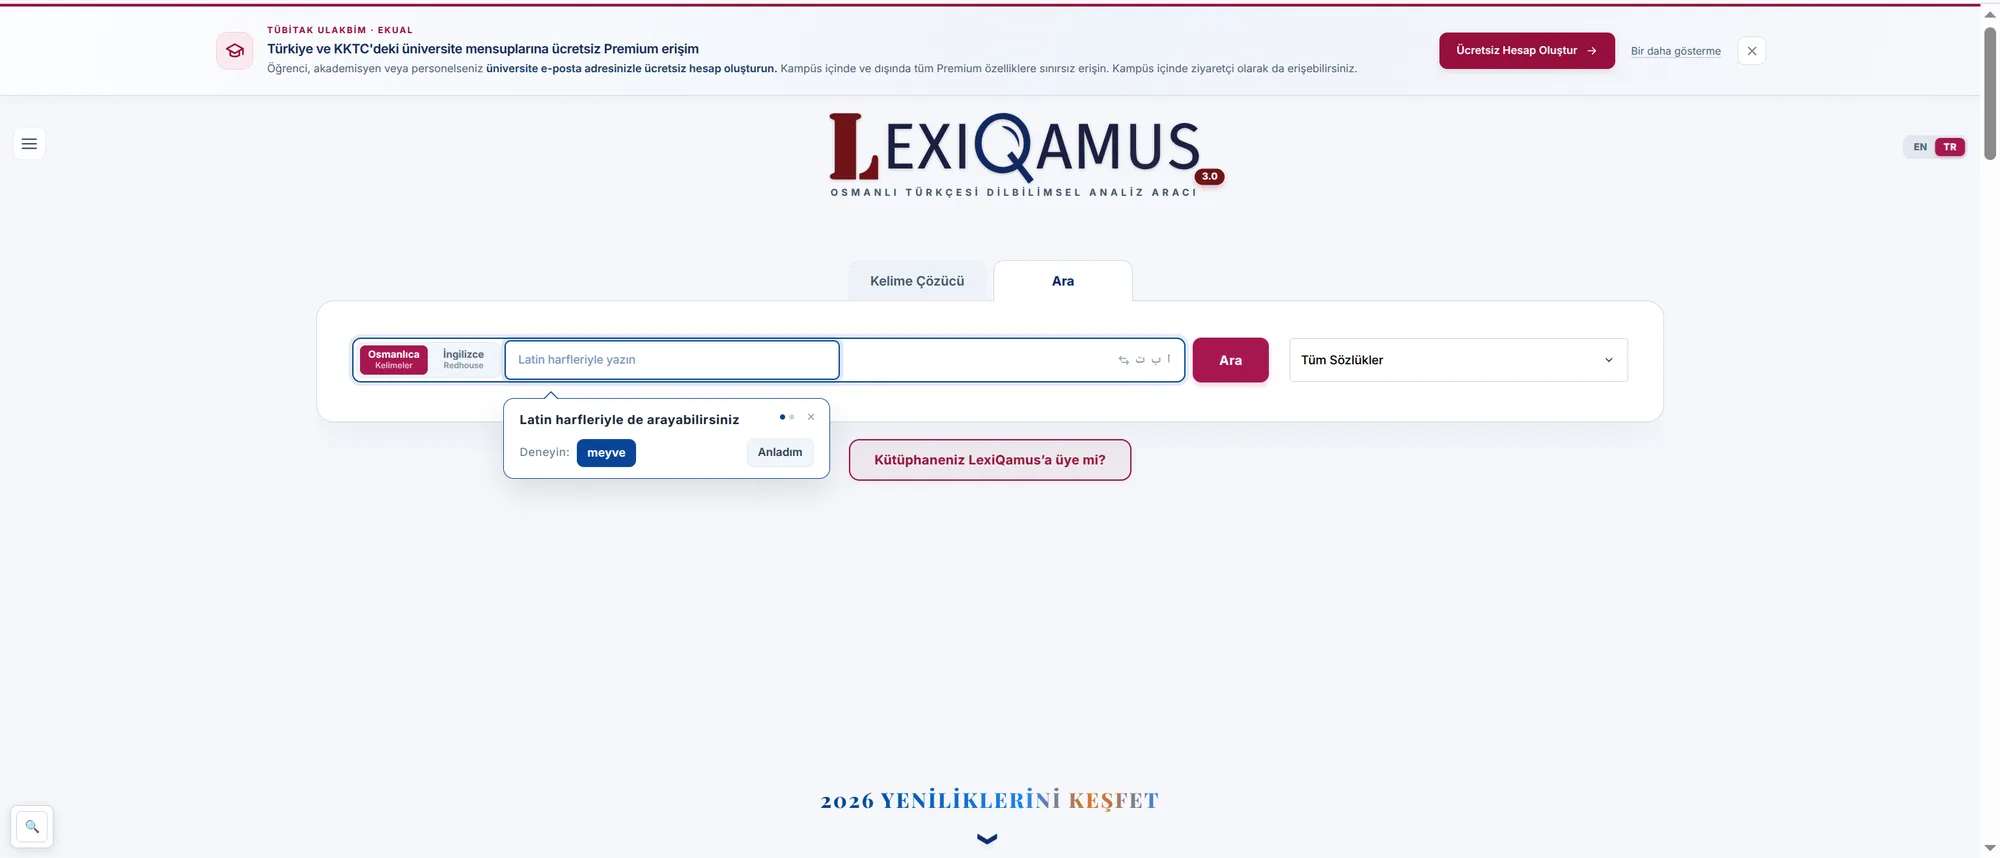 TÜBİTAK ULAKBİM · EKUAL
Türkiye ve KKTC'deki üniversite mensuplarına ücretsiz Premium erişim
Öğrenci, akademisyen veya personelseniz üniversite e-posta adresinizle ücretsiz hesap oluşturun. Kampüs içinde ve dışında tüm Premium özelliklere sınırsız erişin. Kampüs içinde ziyaretçi olarak da erişebilirsiniz.
Ücretsiz Hesap Oluştur →
Bir daha gösterme
LEXIQAMUS
3.0
OSMANLI TÜRKÇESİ DİLBİLİMSEL ANALİZ ARACI
EN TR
Kelime Çözücü
Ara
Osmanlıca
Kelimeler
İngilizce
Redhouse
Latin harfleriyle yazın
ا ب ت
Ara
Tüm Sözlükler
Latin harfleriyle de arayabilirsiniz
Deneyin: meyve
Anladım
Kütüphaneniz LexiQamus’a üye mi?
2026 YENİLİKLERİNİ KEŞFET